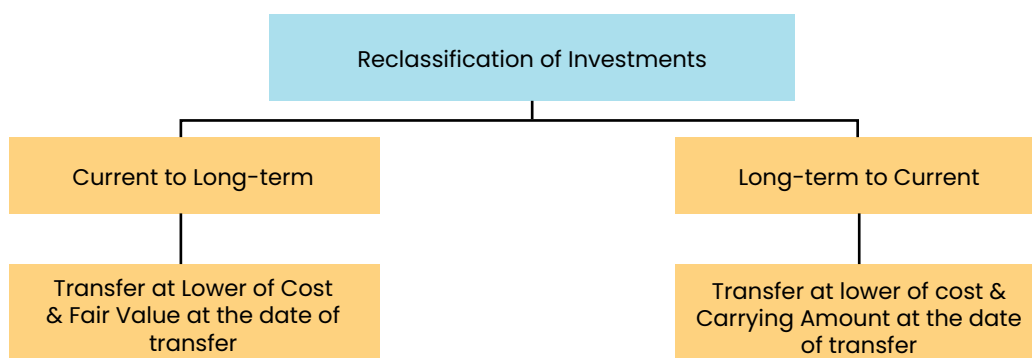 Reclassification of Investments
Current to Long-term
Long-term to Current
Transfer at Lower of Cost
& Fair Value at the date of
transfer
Transfer at lower of cost &
Carrying Amount at the date
of transfer